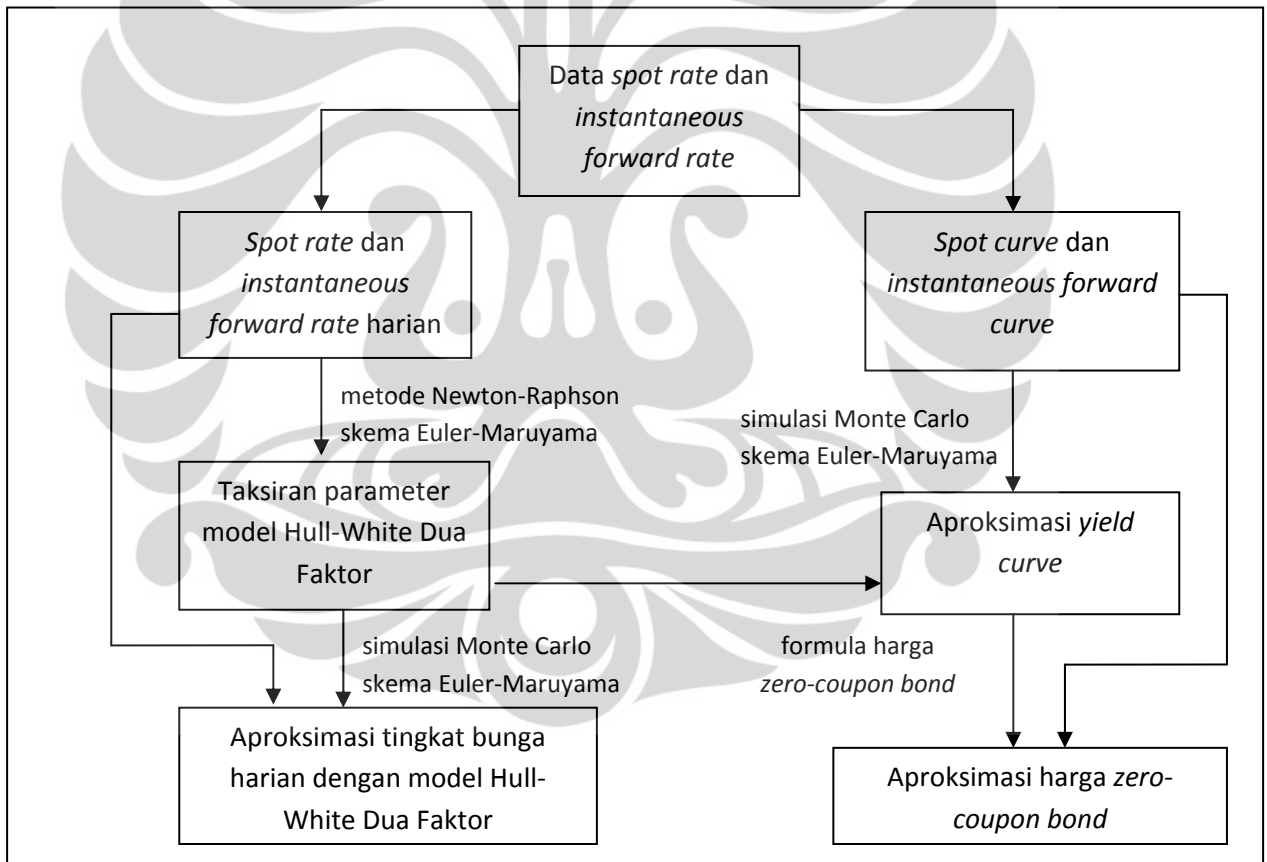 Data spot rate dan
instantaneous
forward rate
Spot rate dan
instantaneous
forward rate harian
Spot curve dan
instantaneous forward
curve
metode Newton-Raphson
skema Euler-Maruyama
simulasi Monte Carlo
skema Euler-Maruyama
Taksiran parameter
model Hull-White Dua
Faktor
Aproksimasi yield
curve
simulasi Monte Carlo
skema Euler-Maruyama
formula harga
zero-coupon bond
Aproksimasi tingkat bunga
harian dengan model Hull-
White Dua Faktor
Aproksimasi harga zero-
coupon bond